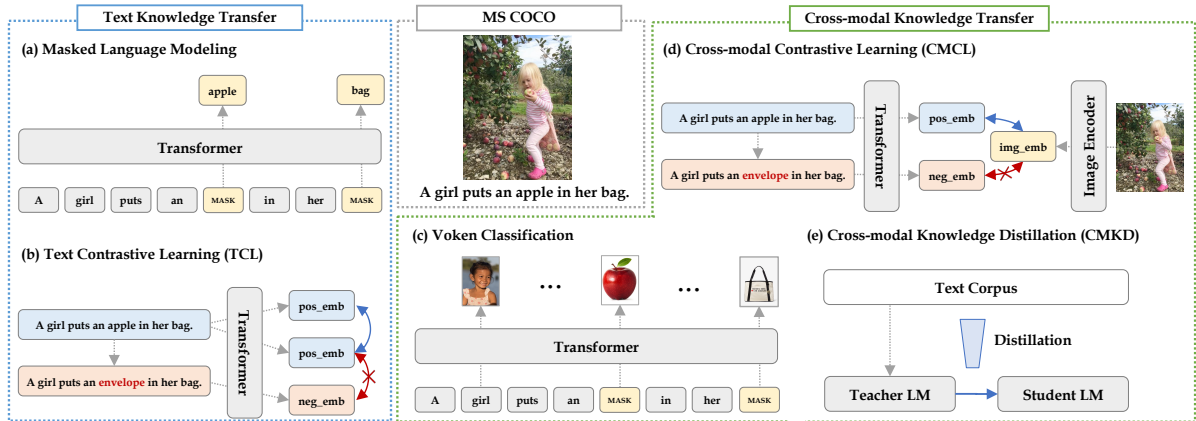 Text Knowledge Transfer
(a) Masked Language Modeling
apple
bag
Transformer
A
girl
puts
an
MASK
in
her
MASK
(b) Text Contrastive Learning (TCL)
A girl puts an apple in her bag.
A girl puts an envelope in her bag.
Transformer
pos_emb
pos_emb
neg_emb
MS COCO
A girl puts an apple in her bag.
Cross-modal Knowledge Transfer
(c) Voken Classification
...
...
Transformer
A
girl
puts
an
MASK
in
her
MASK
(d) Cross-modal Contrastive Learning (CMCL)
A girl puts an apple in her bag.
A girl puts an envelope in her bag.
Transformer
pos_emb
neg_emb
img_emb
Image Encoder
(e) Cross-modal Knowledge Distillation (CMKD)
Text Corpus
Distillation
Teacher LM
Student LM